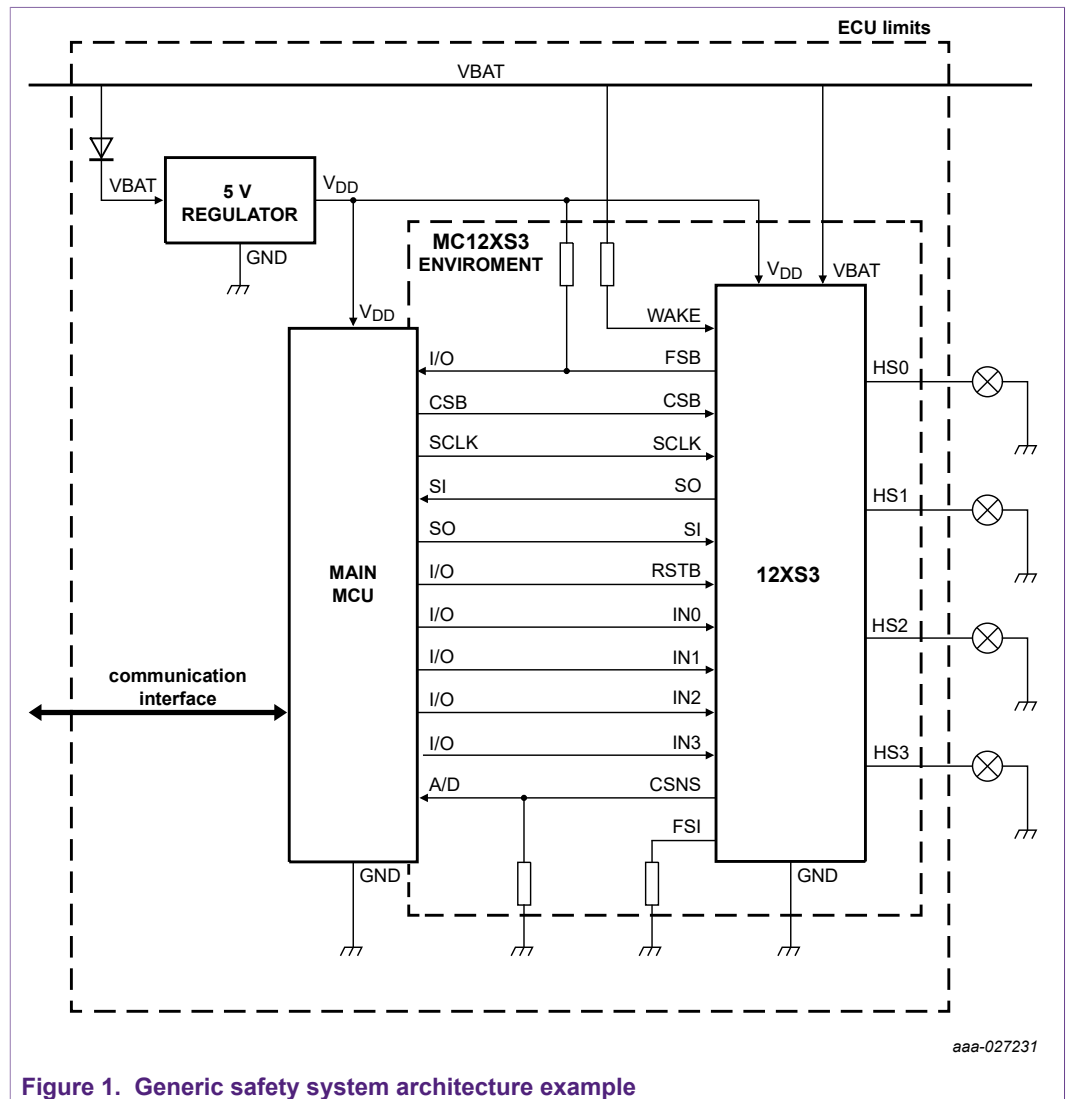 ECU limits
VBAT
VBAT
5 V
REGULATOR
VDD
GND
MC12XS3
ENVIROMENT
VDD
VBAT
VDD
WAKE
I/O
FSB
HS0
CSB
CSB
SCLK
SCLK
SI
SO
HS1
SO
SI
MAIN
MCU
12XS3
I/O
RSTB
I/O
IN0
HS2
I/O
IN1
communication
interface
I/O
IN2
I/O
IN3
HS3
A/D
CSNS
FSI
GND
GND
aaa-027231
Figure 1. Generic safety system architecture example